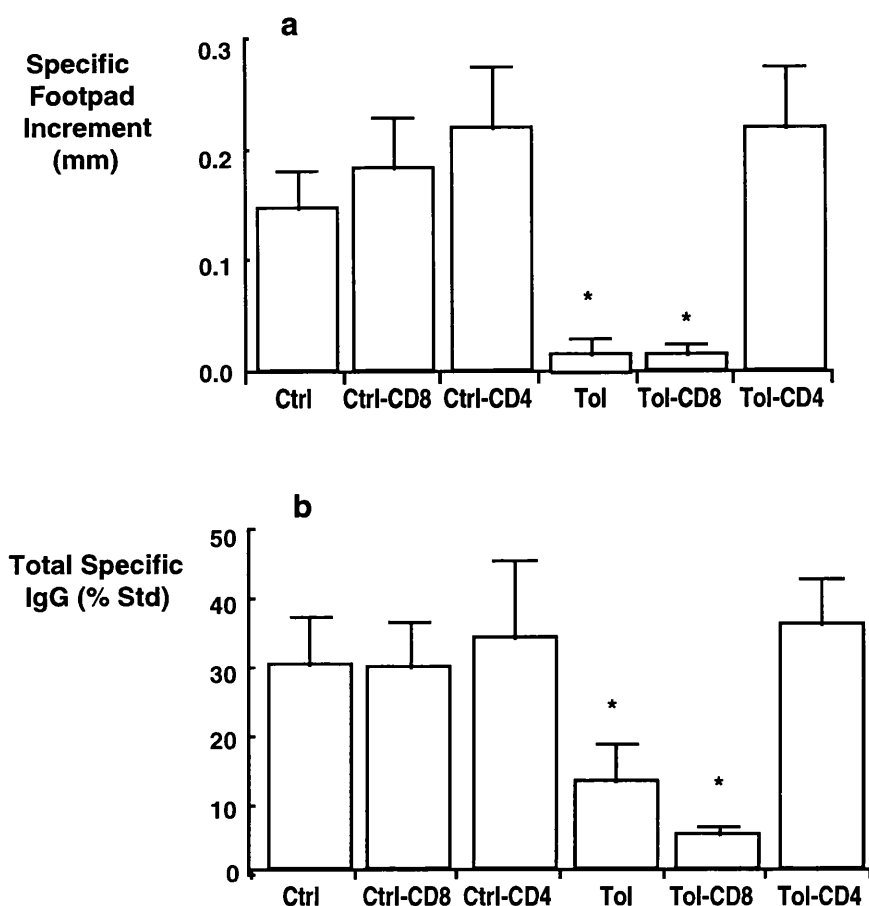 a
Specific
Footpad
Increment
(mm)
0.3
0.2
0.1
0.0
*
*
Ctrl Ctrl-CD8 Ctrl-CD4 Tol Tol-CD8 Tol-CD4
b
Total Specific
IgG (% Std)
50
40
30
20
10
0
*
*
Ctrl Ctrl-CD8 Ctrl-CD4 Tol Tol-CD8 Tol-CD4